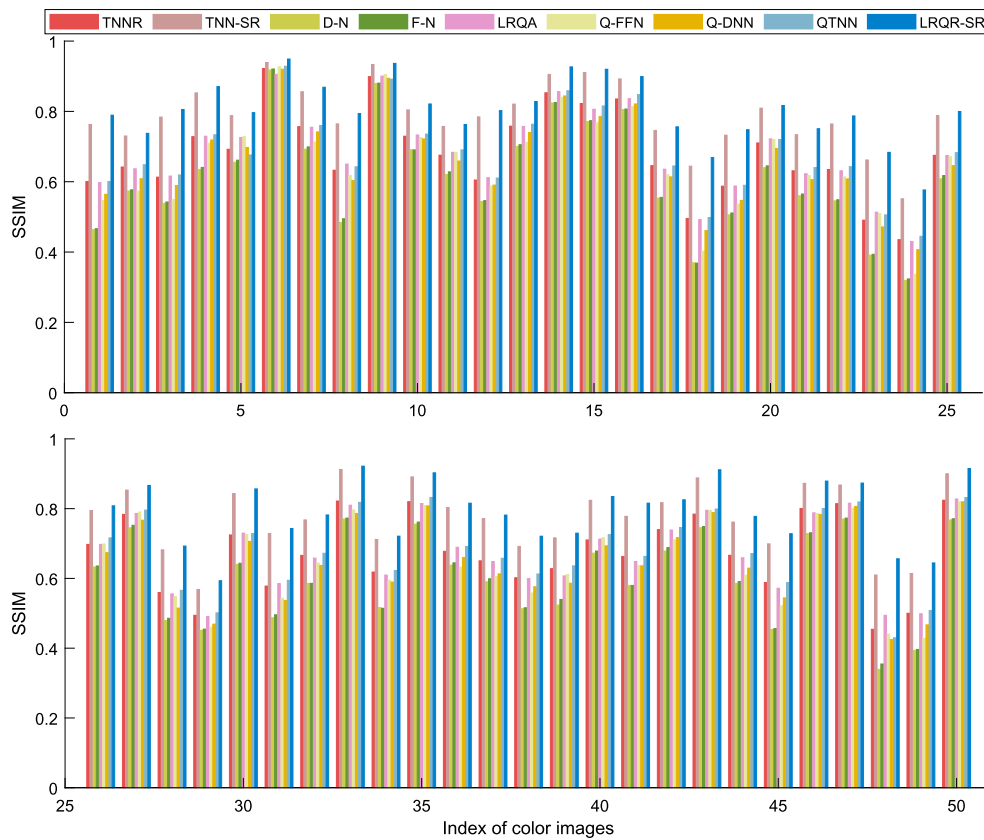 TNNR TNN-SR D-N F-N LRQA Q-FFN Q-DNN QTNN LRQR-SR
1
0.8
0.6
0.4
0.2
0
SSIM
0 5 10 15 20 25
1
0.8
0.6
0.4
0.2
0
SSIM
25 30 35 40 45 50
Index of color images